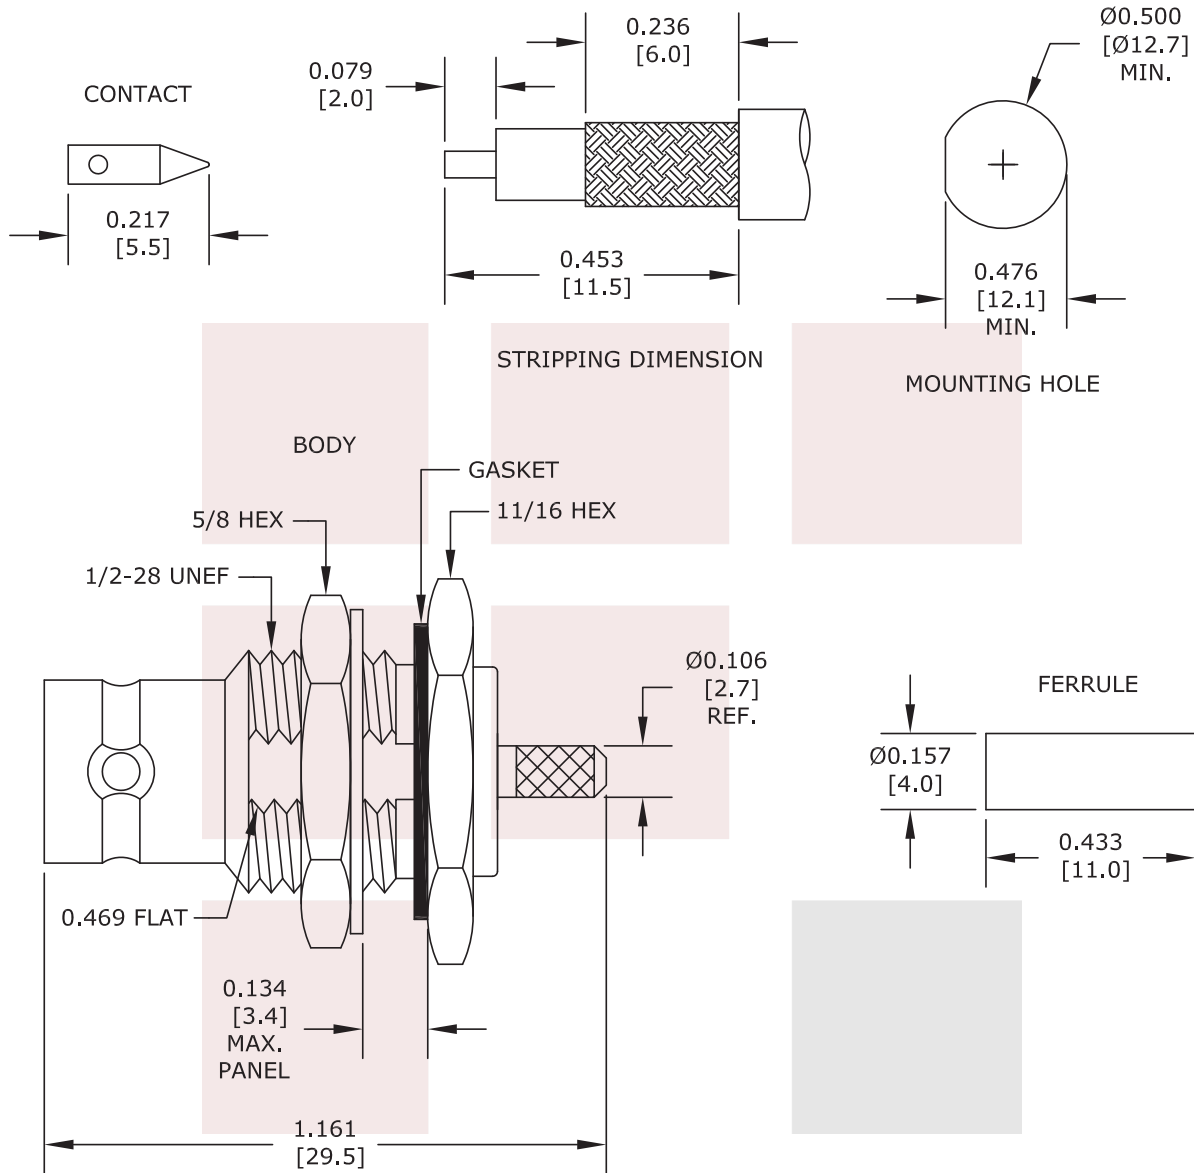 CONTACT
0.217
[5.5]
0.079
[2.0]
0.236
[6.0]
0.453
[11.5]
STRIPPING DIMENSION
Ø0.500
[Ø12.7]
MIN.
0.476
[12.1]
MIN.
MOUNTING HOLE
BODY
GASKET
11/16 HEX
5/8 HEX
1/2-28 UNEF
0.469 FLAT
Ø0.106
[2.7]
REF.
0.134
[3.4]
MAX.
PANEL
1.161
[29.5]
FERRULE
Ø0.157
[4.0]
0.433
[11.0]